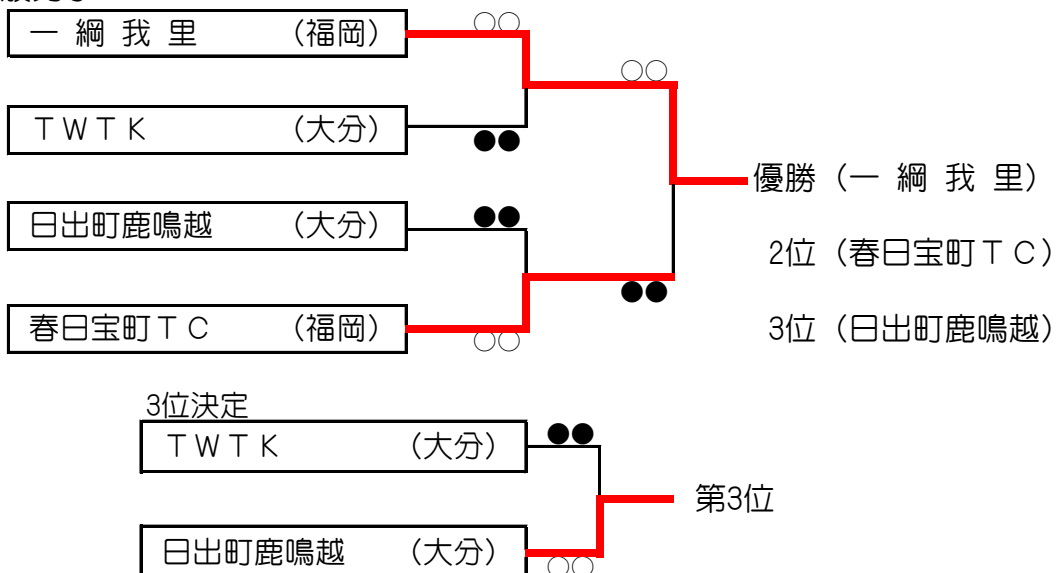 一 綱 我 里 (福岡)
○○
○○
TWTK (大分)
●●
優勝 (一 綱 我 里)
日出町鹿鳴越 (大分)
●●
2位 (春日宝町TC)
●●
春日宝町TC (福岡)
○○
3位 (日出町鹿鳴越)
3位決定
TWTK (大分)
●●
第3位
日出町鹿鳴越 (大分)
○○